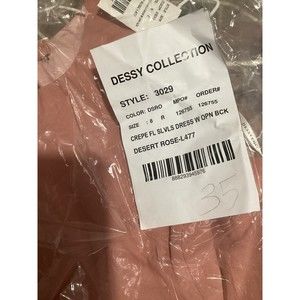 DESSY COLLECTION
STYLE: 3029
COLOR: DSRO MPO# ORDER#
SIZE : 8 R 126755 126755
CREPE FL SLVLS DRESS W OPN BCK
DESERT ROSE-L477
35